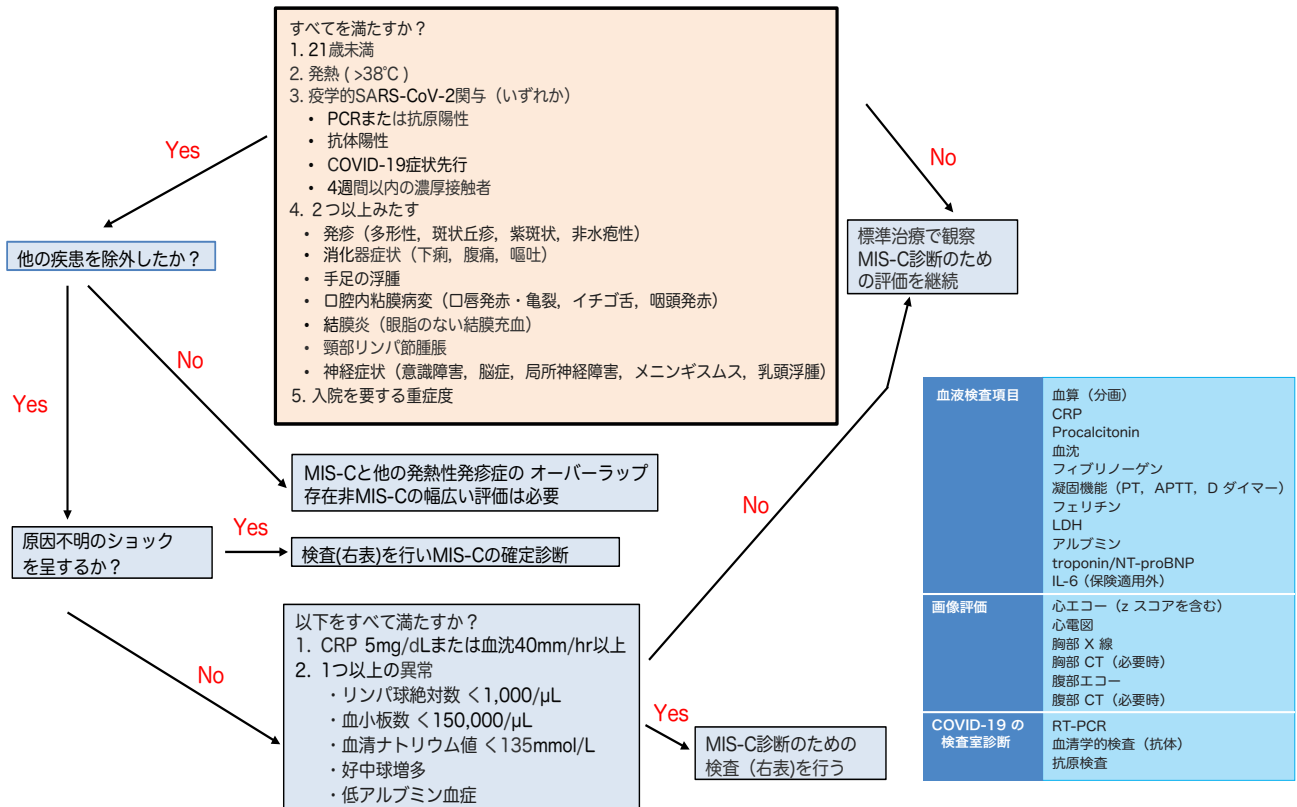 すべてを満たすか？
1. 21歳未満
2. 発熱 ( >38℃ )
3. 疫学的SARS-CoV-2関与（いずれか）
• PCRまたは抗原陽性
• 抗体陽性
• COVID-19症状先行
• 4週間以内の濃厚接触者
4. ２つ以上みたす
• 発疹（多形性，斑状丘疹，紫斑状，非水疱性）
• 消化器症状（下痢，腹痛，嘔吐）
• 手足の浮腫
• 口腔内粘膜病変（口唇発赤・亀裂，イチゴ舌，咽頭発赤）
• 結膜炎（眼脂のない結膜充血）
• 頸部リンパ節腫脹
• 神経症状（意識障害，脳症，局所神経障害，メニンギスムス，乳頭浮腫）
5. 入院を要する重症度
Yes
No
他の疾患を除外したか？
標準治療で観察
MIS-C診断のため
の評価を継続
No
Yes
MIS-Cと他の発熱性発疹症の オーバーラップ
存在非MIS-Cの幅広い評価は必要
原因不明のショック
を呈するか？
Yes
検査(右表)を行いMIS-Cの確定診断
No
No
以下をすべて満たすか？
1. CRP 5mg/dLまたは血沈40mm/hr以上
2. 1つ以上の異常
・リンパ球絶対数 <1,000/μL
・血小板数 <150,000/μL
・血清ナトリウム値 <135mmol/L
・好中球増多
・低アルブミン血症
Yes
MIS-C診断のための
検査（右表)を行う
血液検査項目
血算（分画）
CRP
Procalcitonin
血沈
フィブリノーゲン
凝固機能（PT，APTT，D ダイマー）
フェリチン
LDH
アルブミン
troponin/NT-proBNP
IL-6（保険適用外）
画像評価
心エコー（z スコアを含む）
心電図
胸部 X 線
胸部 CT（必要時）
腹部エコー
腹部 CT（必要時）
COVID-19 の
検査室診断
RT-PCR
血清学的検査（抗体）
抗原検査